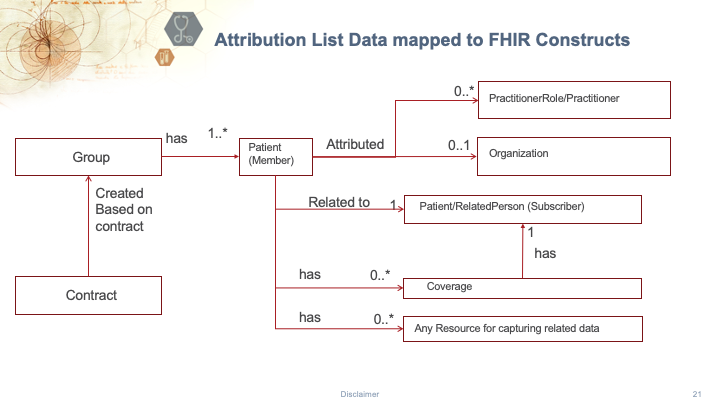 Attribution List Data mapped to FHIR Constructs
0..*
PractitionerRole/Practitioner
has
1..*
Group
Patient
(Member)
Attributed
0..1
Organization
Created
Based on
contract
Related to
1
Patient/RelatedPerson (Subscriber)
1
has
has
0..*
Coverage
Contract
has
0..*
Any Resource for capturing related data
Disclaimer
21